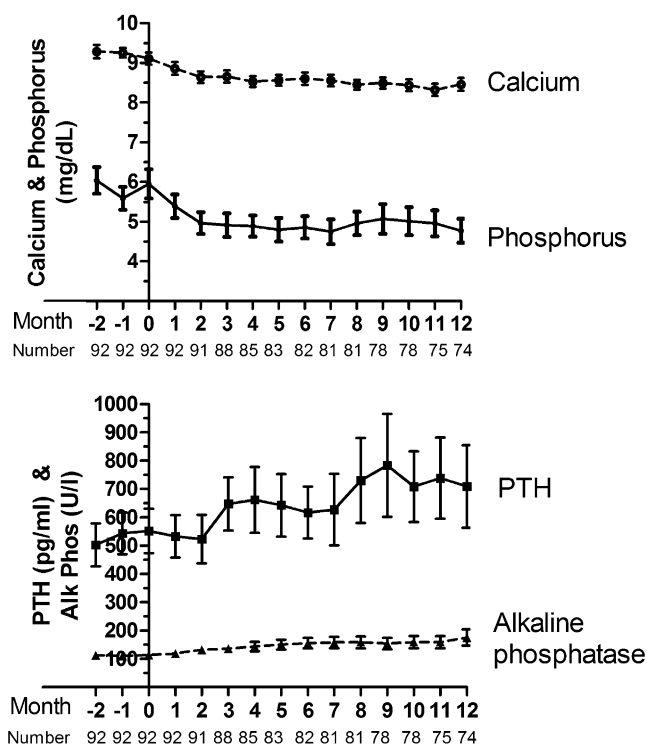 10
9
8
7
6
5
4
Calcium & Phosphorus
(mg/dL)
Calcium
Phosphorus
Month -2 -1 0 1 2 3 4 5 6 7 8 9 10 11 12
Number 92 92 92 92 91 88 85 83 82 81 81 78 78 75 74
1000
900
800
700
600
500
400
300
200
100
PTH (pg/ml) &
Alk Phos (U/l)
PTH
Alkaline
phosphatase
Month -2 -1 0 1 2 3 4 5 6 7 8 9 10 11 12
Number 92 92 92 92 91 88 85 83 82 81 81 78 78 75 74